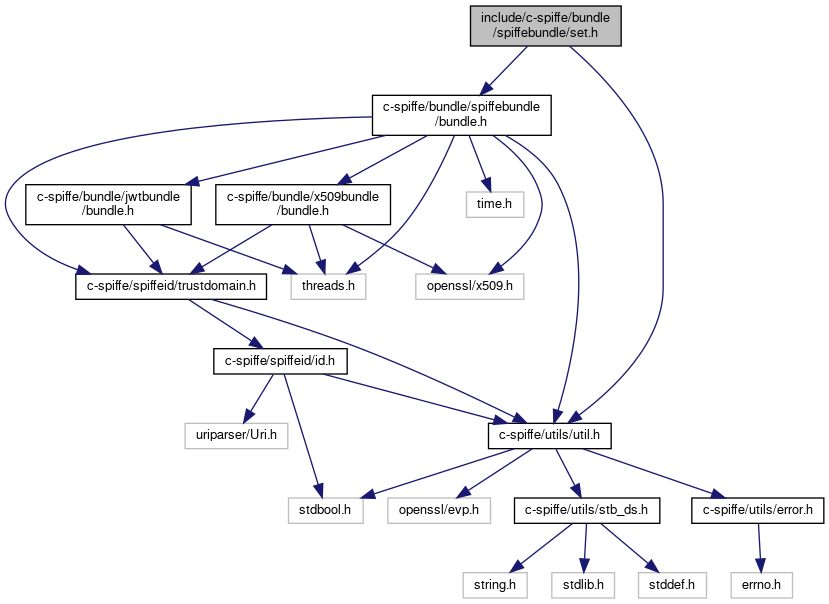 include/c-spiffe/bundle
/spiffebundle/set.h
c-spiffe/bundle/spiffebundle
/bundle.h
c-spiffe/bundle/jwtbundle
/bundle.h
c-spiffe/bundle/x509bundle
/bundle.h
time.h
c-spiffe/spiffeid/trustdomain.h
threads.h
openssl/x509.h
c-spiffe/spiffeid/id.h
uriparser/Uri.h
c-spiffe/utils/util.h
stdbool.h
openssl/evp.h
c-spiffe/utils/stb_ds.h
c-spiffe/utils/error.h
string.h
stdlib.h
stddef.h
errno.h